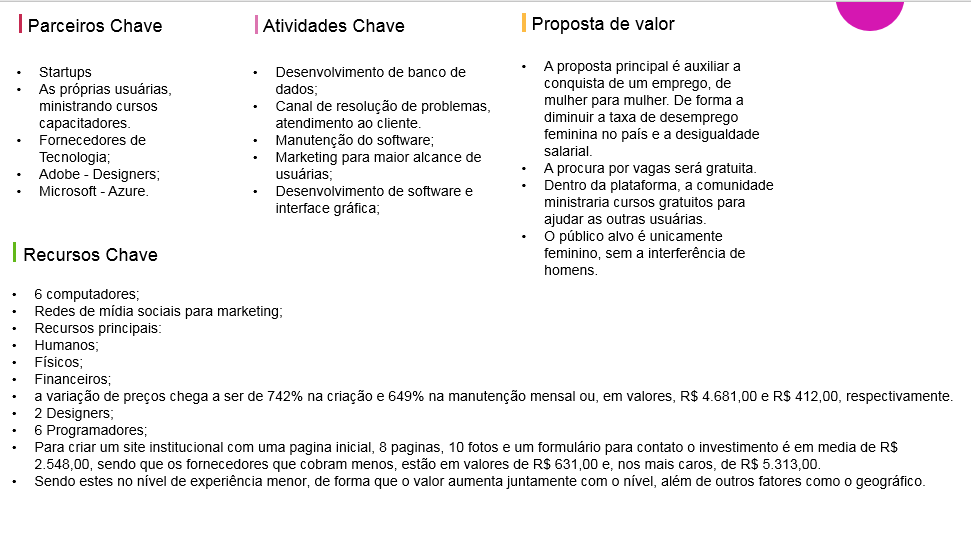 Parceiros Chave
• Startups
• As próprias usuárias,
ministrando cursos
capacitadores.
• Fornecedores de
Tecnologia;
• Adobe - Designers;
• Microsoft - Azure.
Atividades Chave
• Desenvolvimento de banco de
dados;
• Canal de resolução de problemas,
atendimento ao cliente.
• Manutenção do software;
• Marketing para maior alcance de
usuárias;
• Desenvolvimento de software e
interface gráfica;
Proposta de valor
• A proposta principal é auxiliar a
conquista de um emprego, de
mulher para mulher. De forma a
diminuir a taxa de desemprego
feminina no país e a desigualdade
salarial.
• A procura por vagas será gratuita.
• Dentro da plataforma, a comunidade
ministraria cursos gratuitos para
ajudar as outras usuárias.
• O público alvo é unicamente
feminino, sem a interferência de
homens.
Recursos Chave
• 6 computadores;
• Redes de mídia sociais para marketing;
• Recursos principais:
• Humanos;
• Físicos;
• Financeiros;
• a variação de preços chega a ser de 742% na criação e 649% na manutenção mensal ou, em valores, R$ 4.681,00 e R$ 412,00, respectivamente.
• 2 Designers;
• 6 Programadores;
• Para criar um site institucional com uma pagina inicial, 8 paginas, 10 fotos e um formulário para contato o investimento é em media de R$
2.548,00, sendo que os fornecedores que cobram menos, estão em valores de R$ 631,00 e, nos mais caros, de R$ 5.313,00.
• Sendo estes no nível de experiência menor, de forma que o valor aumenta juntamente com o nível, além de outros fatores como o geográfico.